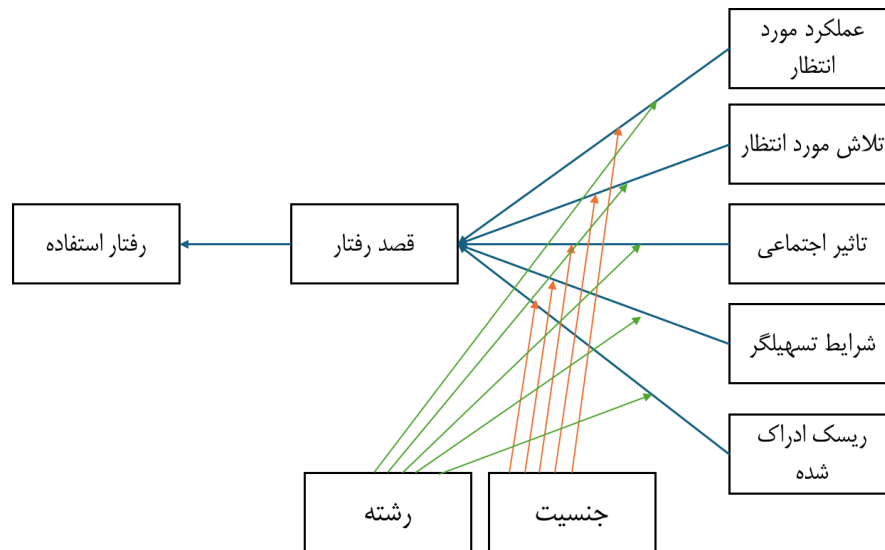 عملکرد مورد
انتظار
تلاش مورد انتظار
تاثیر اجتماعی
قصد رفتار
رفتار استفاده
شرایط تسهیلگر
ریسک ادراک
شده
جنسیت
رشته